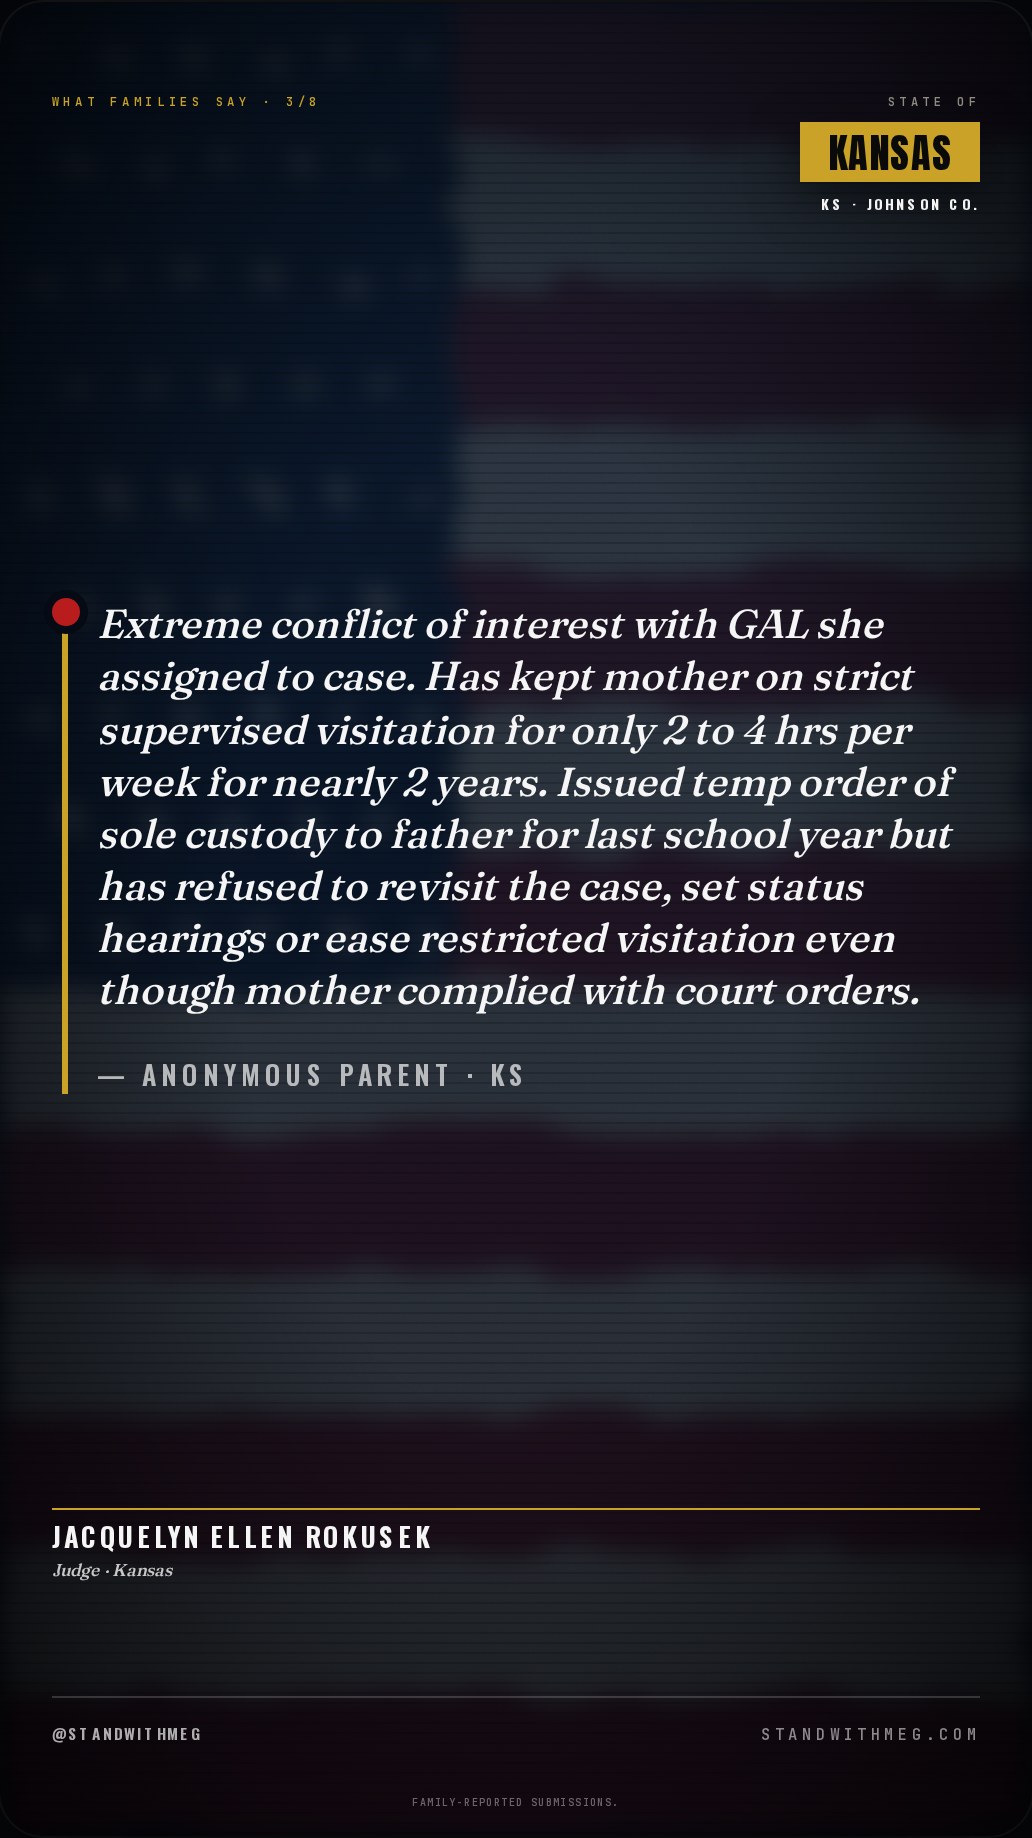 WHAT FAMILIES SAY · 3/8
STATE OF
KANSAS
KS · JOHNSON CO.
Extreme conflict of interest with GAL she
assigned to case. Has kept mother on strict
supervised visitation for only 2 to 4 hrs per
week for nearly 2 years. Issued temp order of
sole custody to father for last school year but
has refused to revisit the case, set status
hearings or ease restricted visitation even
though mother complied with court orders.
— ANONYMOUS PARENT · KS
JACQUELYN ELLEN ROKUSEK
Judge · Kansas
@STANDWITHMEG
STANDWITHMEG.COM
FAMILY-REPORTED SUBMISSIONS.